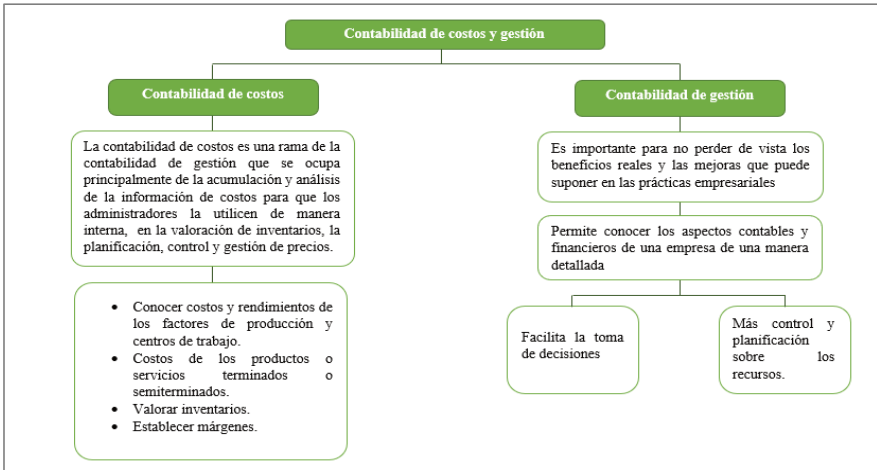 Contabilidad de costos y gestión
Contabilidad de costos
La contabilidad de costos es una rama de la
contabilidad de gestión que se ocupa
principalmente de la acumulación y análisis
de la información de costos para que los
administradores la utilicen de manera
interna, en la valoración de inventarios, la
planificación, control y gestión de precios.
• Conocer costos y rendimientos de
los factores de producción y
centros de trabajo.
• Costos de los productos o
servicios terminados o
semiterminados.
• Valorar inventarios.
• Establecer márgenes.
Contabilidad de gestión
Es importante para no perder de vista los
beneficios reales y las mejoras que puede
suponer en las prácticas empresariales
Permite conocer los aspectos contables y
financieros de una empresa de una manera
detallada
Facilita la toma
de decisiones
Más control y
planificación
sobre los
recursos.